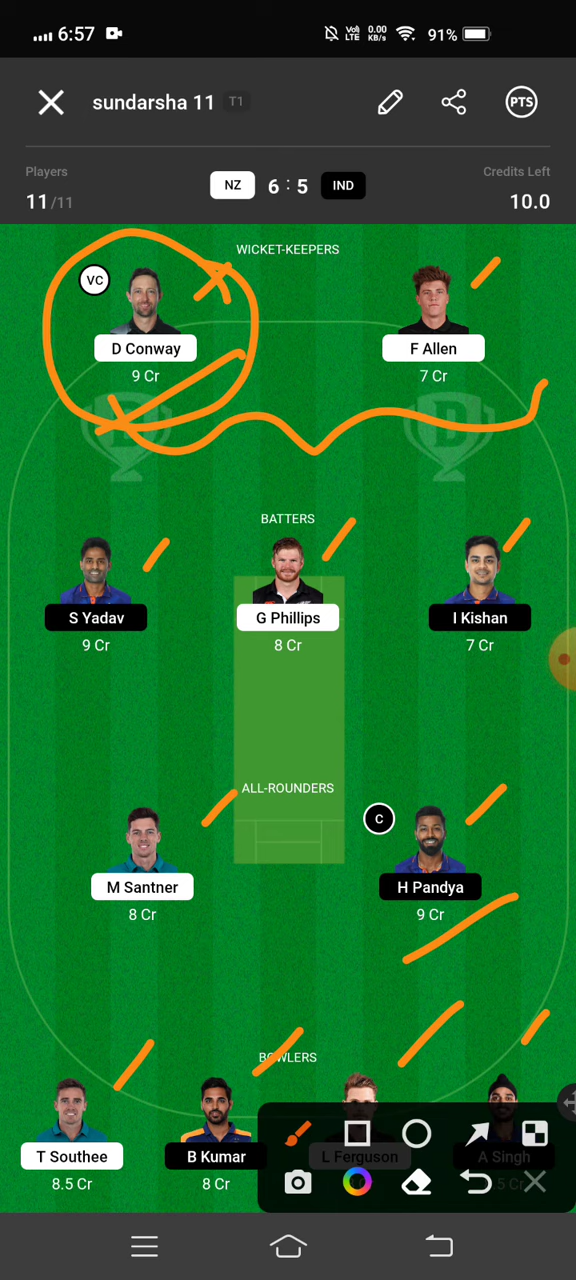 6:57 Vo) LTE 0.00 KB/s 91%
sundarsha 11 T1 PTS
Players Credits Left
11/11 NZ 6 : 5 IND 10.0
WICKET-KEEPERS
VC
D Conway F Allen
9 Cr 7 Cr
BATTERS
S Yadav G Phillips I Kishan
9 Cr 8 Cr 7 Cr
ALL-ROUNDERS
C
M Santner H Pandya
8 Cr 9 Cr
BOWLERS
T Southee B Kumar L Ferguson A Singh
8.5 Cr 8 Cr